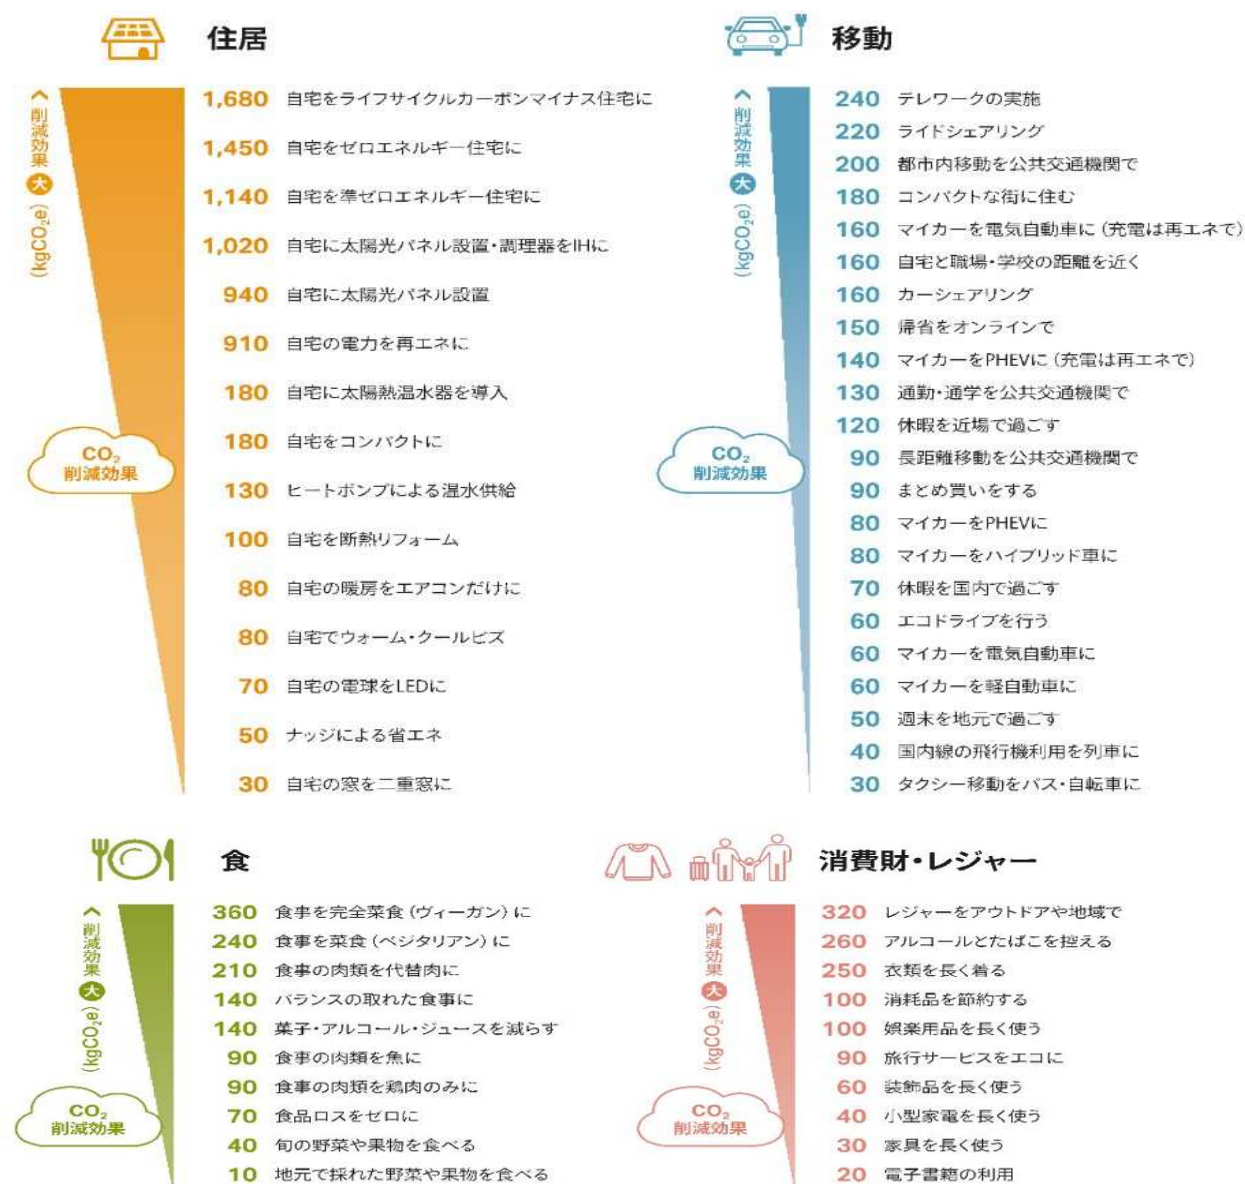 住居
削減効果 大 (kgCO₂e)
1,680 自宅をライフサイクルカーボンマイナス住宅に
1,450 自宅をゼロエネルギー住宅に
1,140 自宅を準ゼロエネルギー住宅に
1,020 自宅に太陽光パネル設置・調理器をIHに
940 自宅に太陽光パネル設置
910 自宅の電力を再エネに
180 自宅に太陽熱温水器を導入
180 自宅をコンパクトに
130 ヒートポンプによる温水供給
100 自宅を断熱リフォーム
80 自宅の暖房をエアコンだけに
80 自宅でウォーム・クールビズ
70 自宅の電球をLEDに
50 ナッジによる省エネ
30 自宅の窓を二重窓に
CO₂
削減効果
移動
削減効果 大 (kgCO₂e)
240 テレワークの実施
220 ライドシェアリング
200 都市内移動を公共交通機関で
180 コンパクトな街に住む
160 マイカーを電気自動車に（充電は再エネで）
160 自宅と職場・学校の距離を近く
160 カーシェアリング
150 帰省をオンラインで
140 マイカーをPHEVに（充電は再エネで）
130 通勤・通学を公共交通機関で
120 休暇を近場で過ごす
90 長距離移動を公共交通機関で
90 まとめ買いをする
80 マイカーをPHEVに
80 マイカーをハイブリッド車に
70 休暇を国内で過ごす
60 エコドライブを行う
60 マイカーを電気自動車に
60 マイカーを軽自動車に
50 週末を地元で過ごす
40 国内線の飛行機利用を列車に
30 タクシー移動をバス・自転車に
CO₂
削減効果
食
削減効果 大 (kgCO₂e)
360 食事を完全菜食（ヴィーガン）に
240 食事を菜食（ベジタリアン）に
210 食事の肉類を代替肉に
140 バランスの取れた食事に
140 菓子・アルコール・ジュースを減らす
90 食事の肉類を魚に
90 食事の肉類を鶏肉のみに
70 食品ロスをゼロに
40 旬の野菜や果物を食べる
10 地元で採れた野菜や果物を食べる
CO₂
削減効果
消費財・レジャー
削減効果 大 (kgCO₂e)
320 レジャーをアウトドアや地域で
260 アルコールとたばこを控える
250 衣類を長く着る
100 消耗品を節約する
100 娯楽用品を長く使う
90 旅行サービスをエコに
60 装飾品を長く使う
40 小型家電を長く使う
30 家具を長く使う
20 電子書籍の利用
CO₂
削減効果